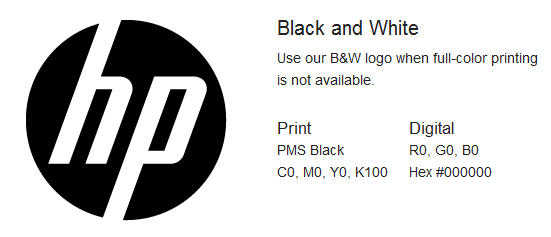 hp
Black and White
Use our B&W logo when full-color printing
is not available.
Print
PMS Black
C0, M0, Y0, K100
Digital
R0, G0, B0
Hex #000000